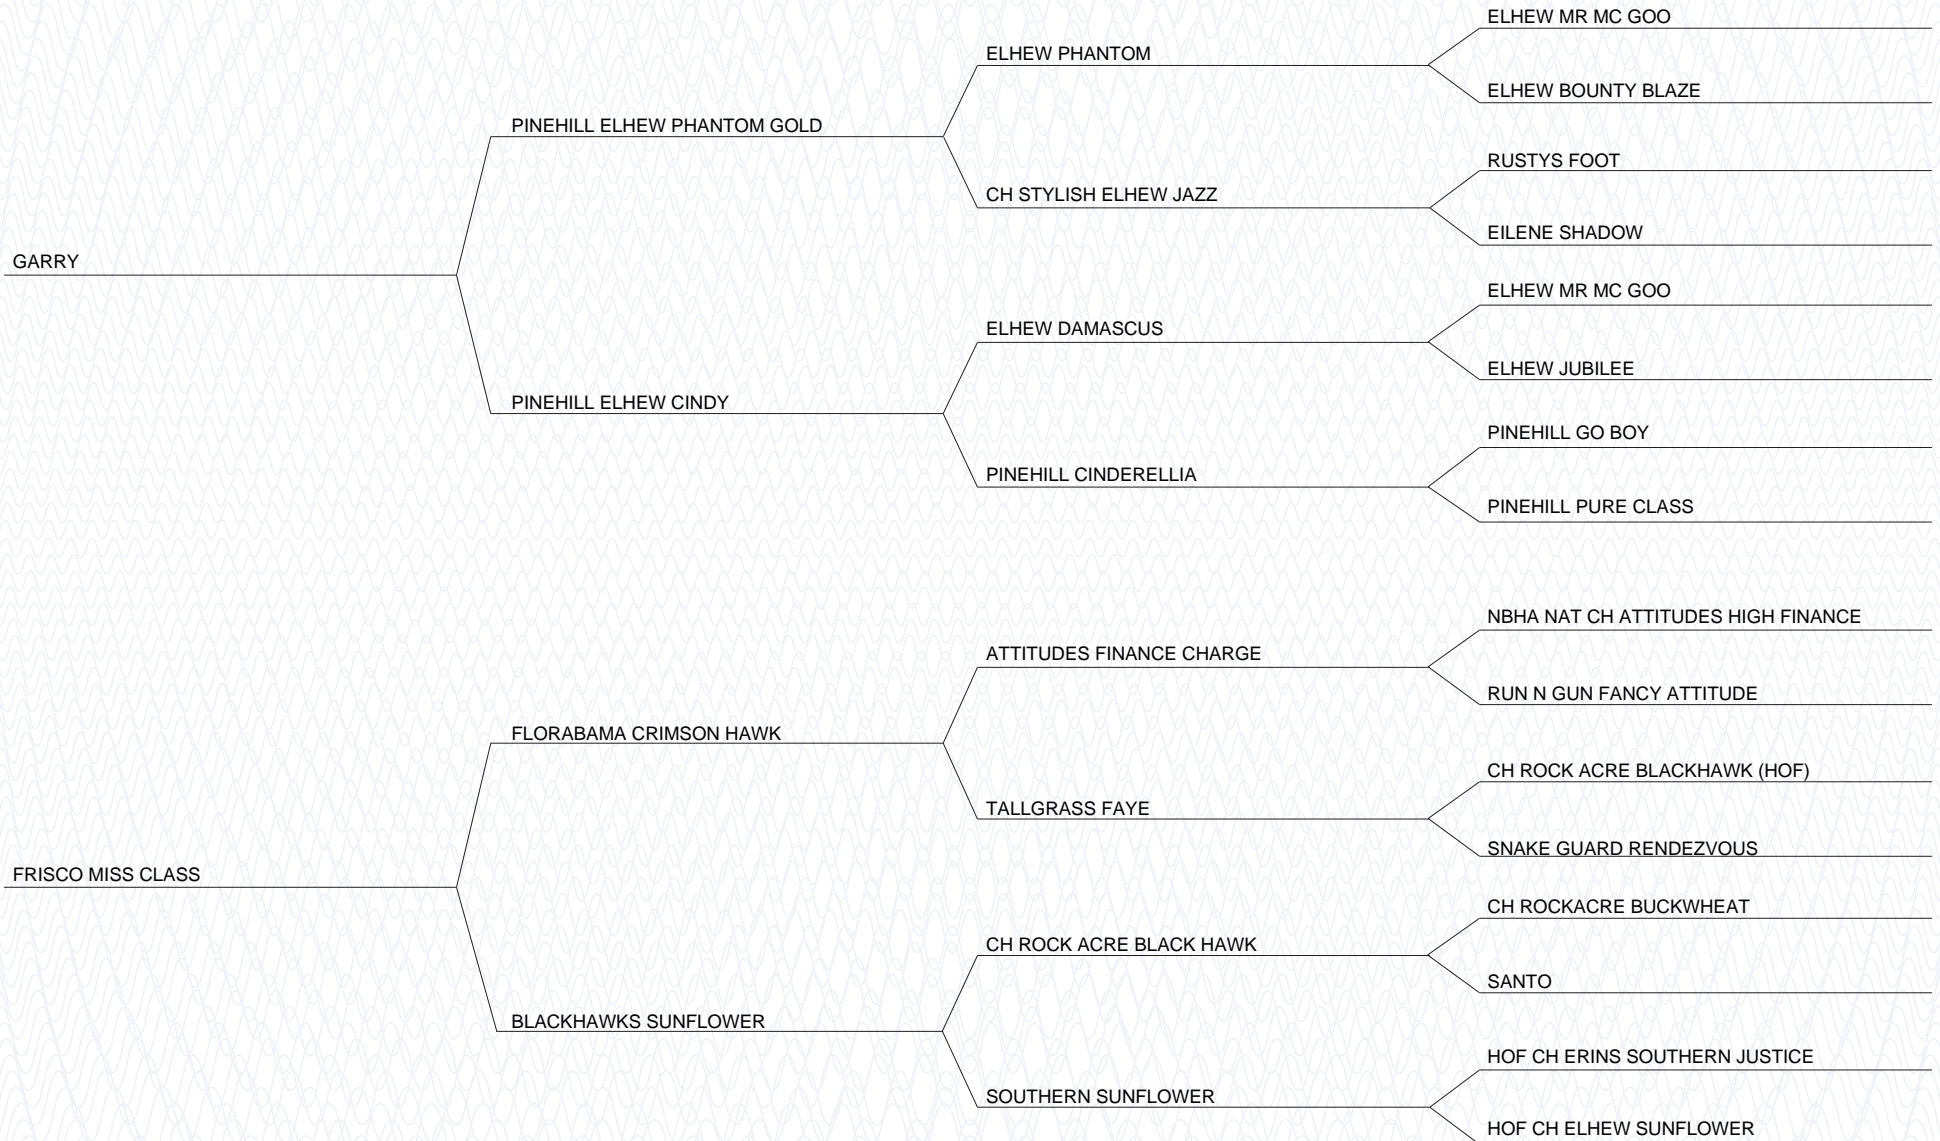 ELHEW MR MC GOO
ELHEW PHANTOM
ELHEW BOUNTY BLAZE
PINEHILL ELHEW PHANTOM GOLD
RUSTYS FOOT
CH STYLISH ELHEW JAZZ
EILENE SHADOW
GARRY
ELHEW MR MC GOO
ELHEW DAMASCUS
ELHEW JUBILEE
PINEHILL ELHEW CINDY
PINEHILL GO BOY
PINEHILL CINDERELLIA
PINEHILL PURE CLASS
NBHA NAT CH ATTITUDES HIGH FINANCE
ATTITUDES FINANCE CHARGE
RUN N GUN FANCY ATTITUDE
FLORABAMA CRIMSON HAWK
CH ROCK ACRE BLACKHAWK (HOF)
TALLGRASS FAYE
SNAKE GUARD RENDEZVOUS
FRISCO MISS CLASS
CH ROCKACRE BUCKWHEAT
CH ROCK ACRE BLACK HAWK
SANTO
BLACKHAWKS SUNFLOWER
HOF CH ERINS SOUTHERN JUSTICE
SOUTHERN SUNFLOWER
HOF CH ELHEW SUNFLOWER